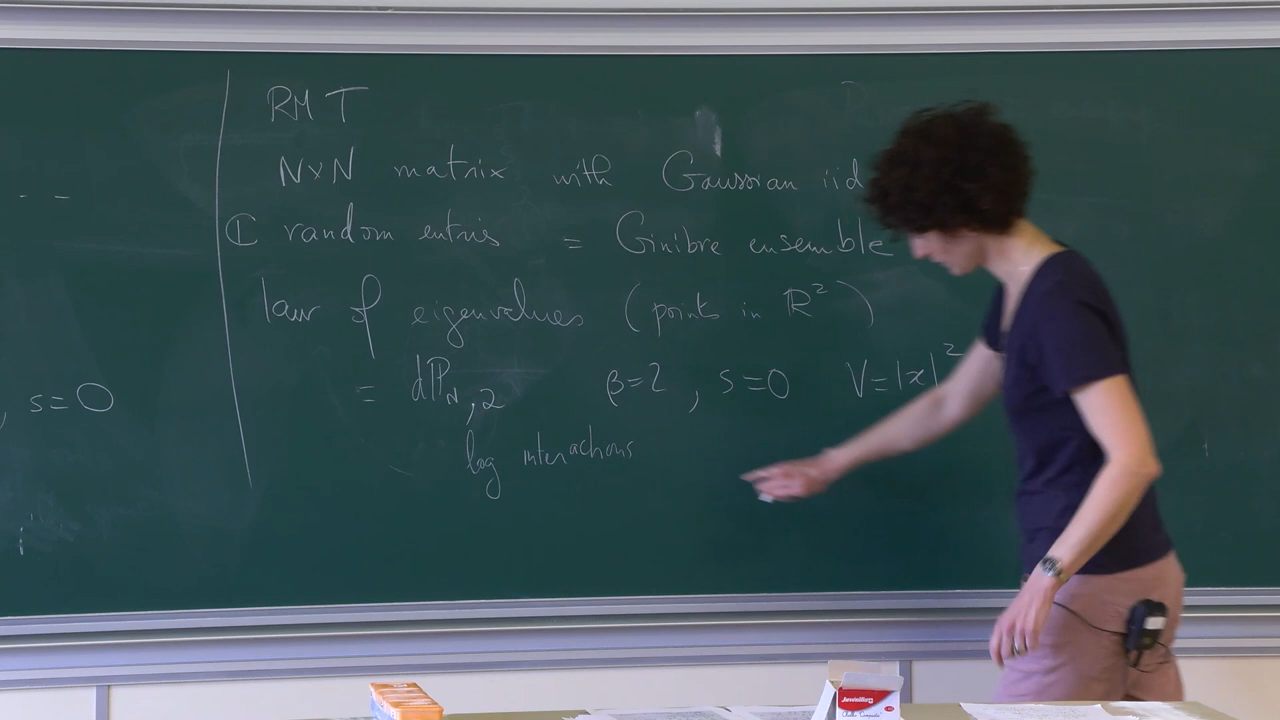 RMT
N×N matrix with Gaussian iid
ℂ random entries = Ginibre ensemble
law of eigenvalues (points in ℝ²)
= dℙ_{N,2} β=2, s=0 V=|x|²
log interactions
- -
, s=0